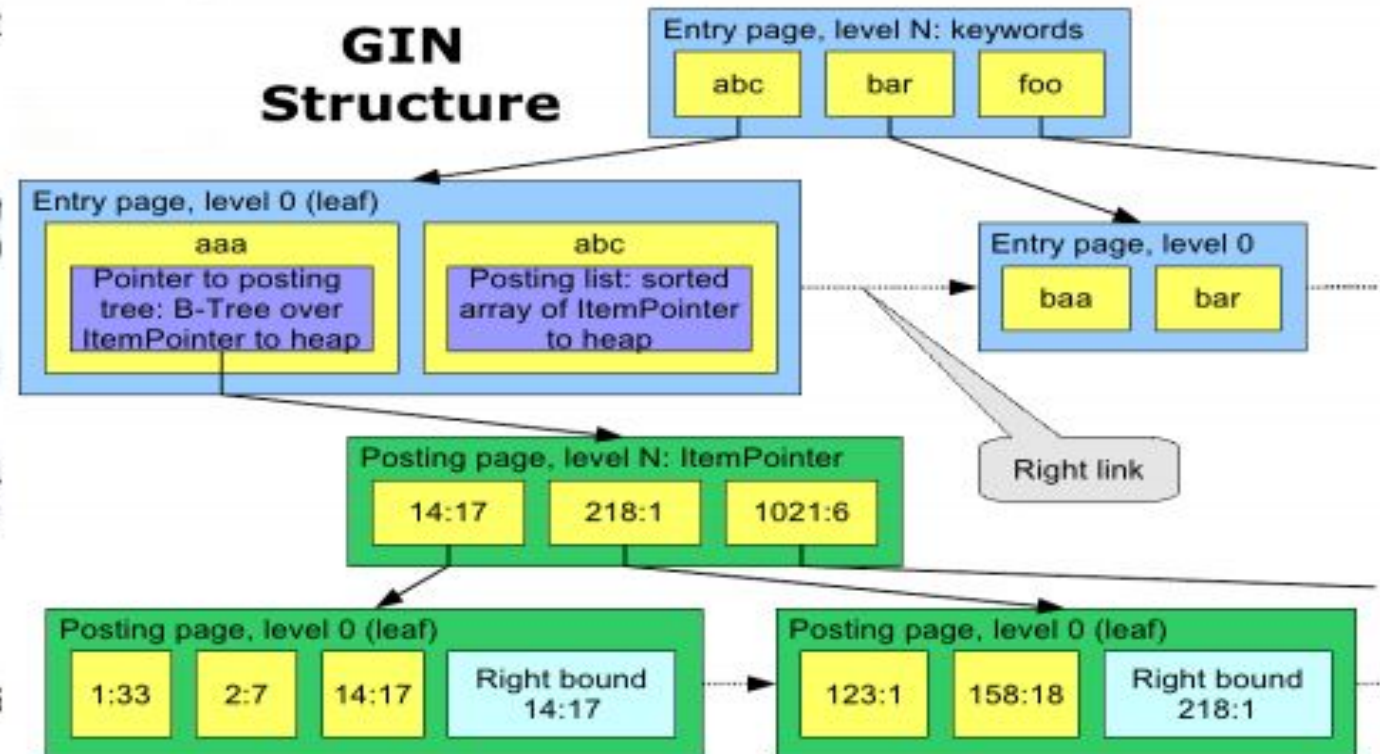 GIN
Structure
Entry page, level N: keywords
abc
bar
foo
Entry page, level 0 (leaf)
aaa
Pointer to posting
tree: B-Tree over
ItemPointer to heap
abc
Posting list: sorted
array of ItemPointer
to heap
Entry page, level 0
baa
bar
Right link
Posting page, level N: ItemPointer
14:17
218:1
1021:6
Posting page, level 0 (leaf)
1:33
2:7
14:17
Right bound
14:17
Posting page, level 0 (leaf)
123:1
158:18
Right bound
218:1